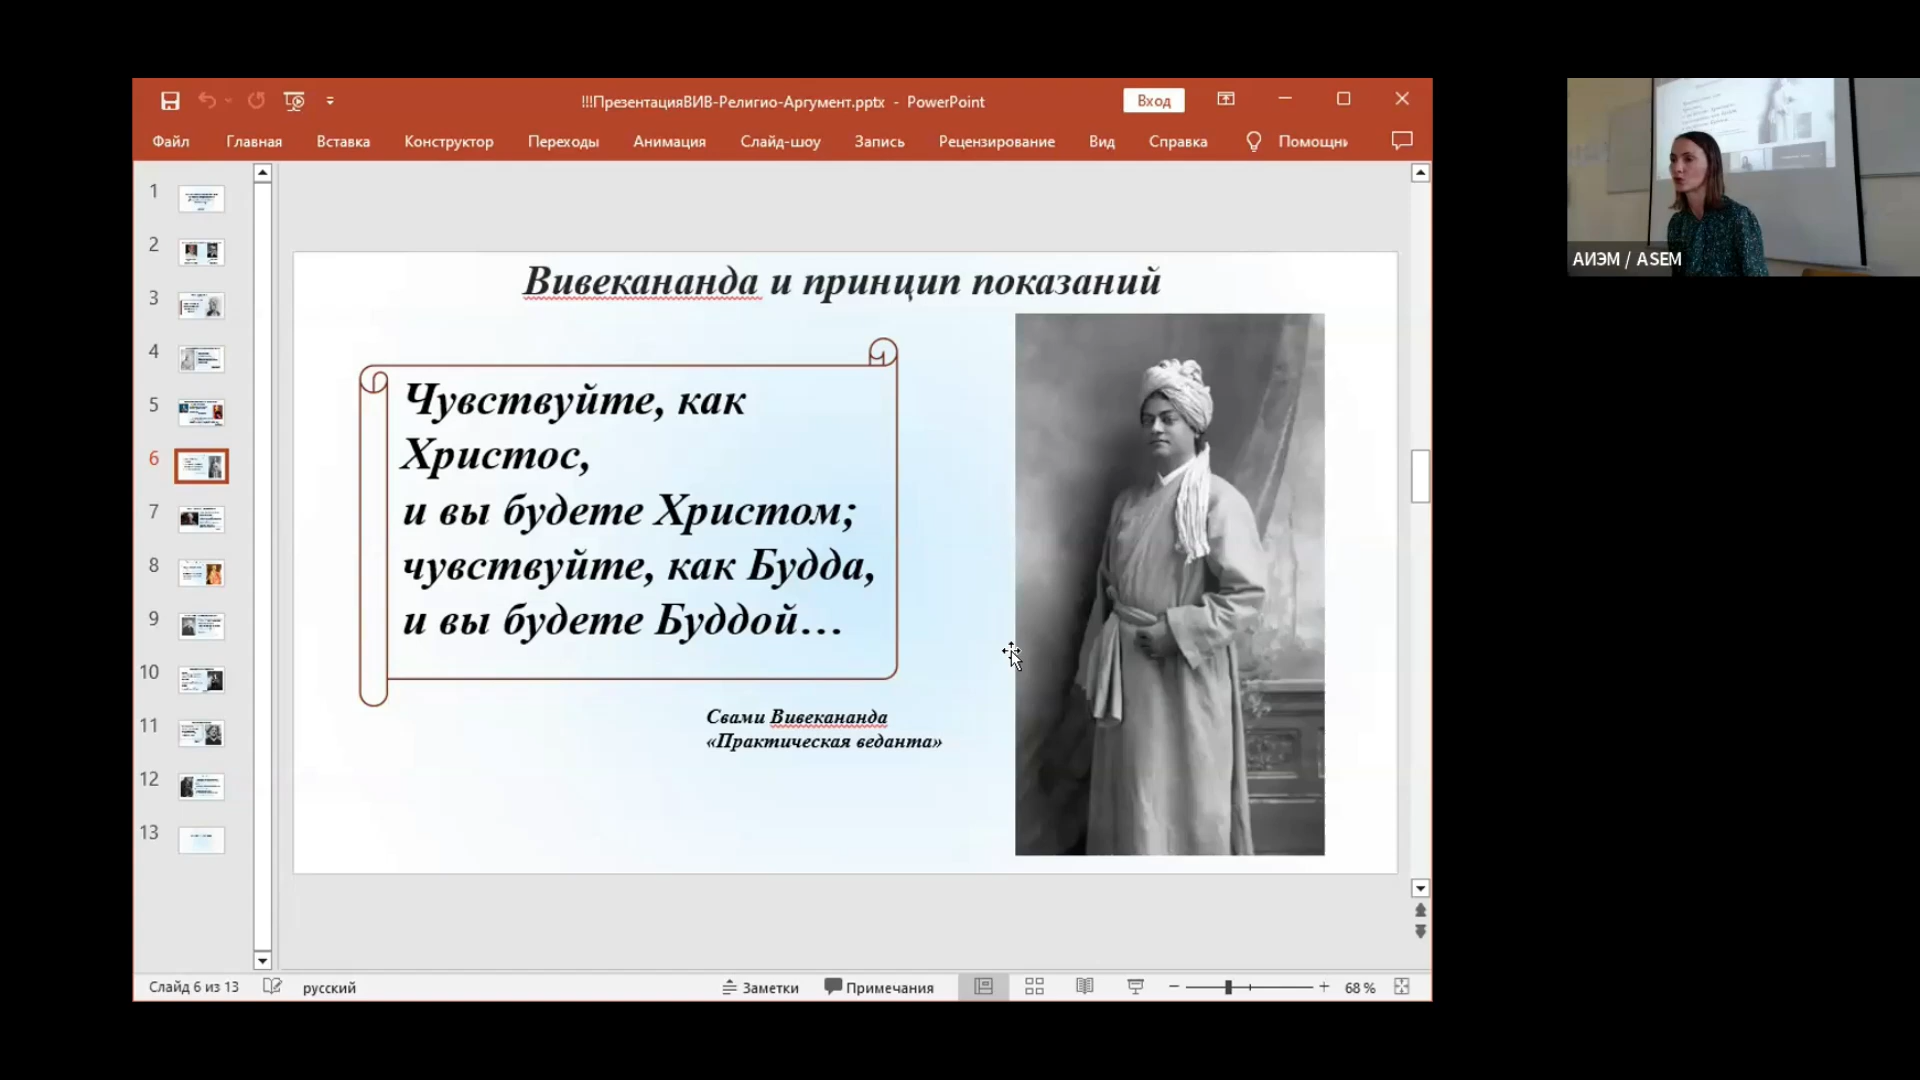 !!!ПрезентацияВИВ-Религио-Аргумент.pptx - PowerPoint
Вход
Файл Главная Вставка Конструктор Переходы Анимация Слайд-шоу Запись Рецензирование Вид Справка Помощни
1
2
3
4
5
6
7
8
9
10
11
12
13
Вивекананда и принцип показаний
Чувствуйте, как
Христос,
и вы будете Христом;
чувствуйте, как Будда,
и вы будете Буддой...
Свами Вивекананда
«Практическая веданта»
Слайд 6 из 13 русский Заметки Примечания 68 %
АИЭМ / ASEM